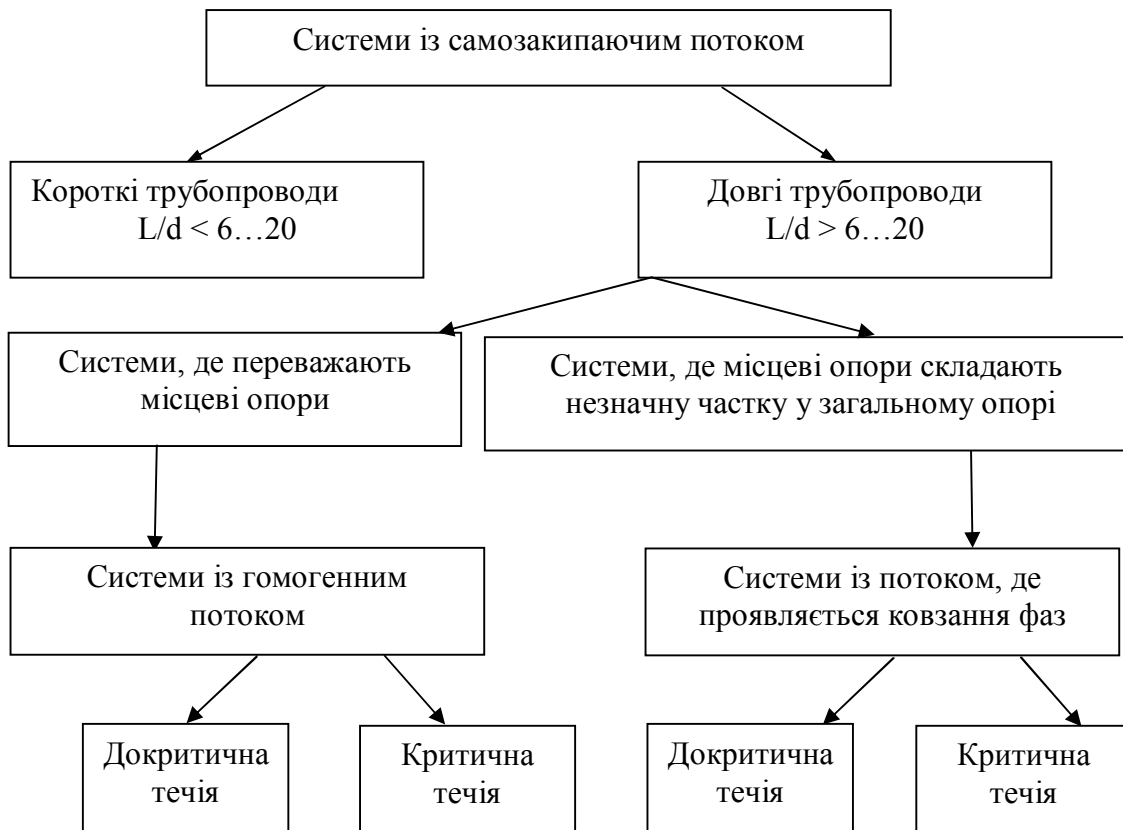 Системи із самозакипаючим потоком
Короткі трубопроводи
L/d < 6…20
Довгі трубопроводи
L/d > 6…20
Системи, де переважають
місцеві опори
Системи, де місцеві опори складають
незначну частку у загальному опорі
Системи із гомогенним
потоком
Системи із потоком, де
проявляється ковзання фаз
Докритична
течія
Критична
течія
Докритична
течія
Критична
течія